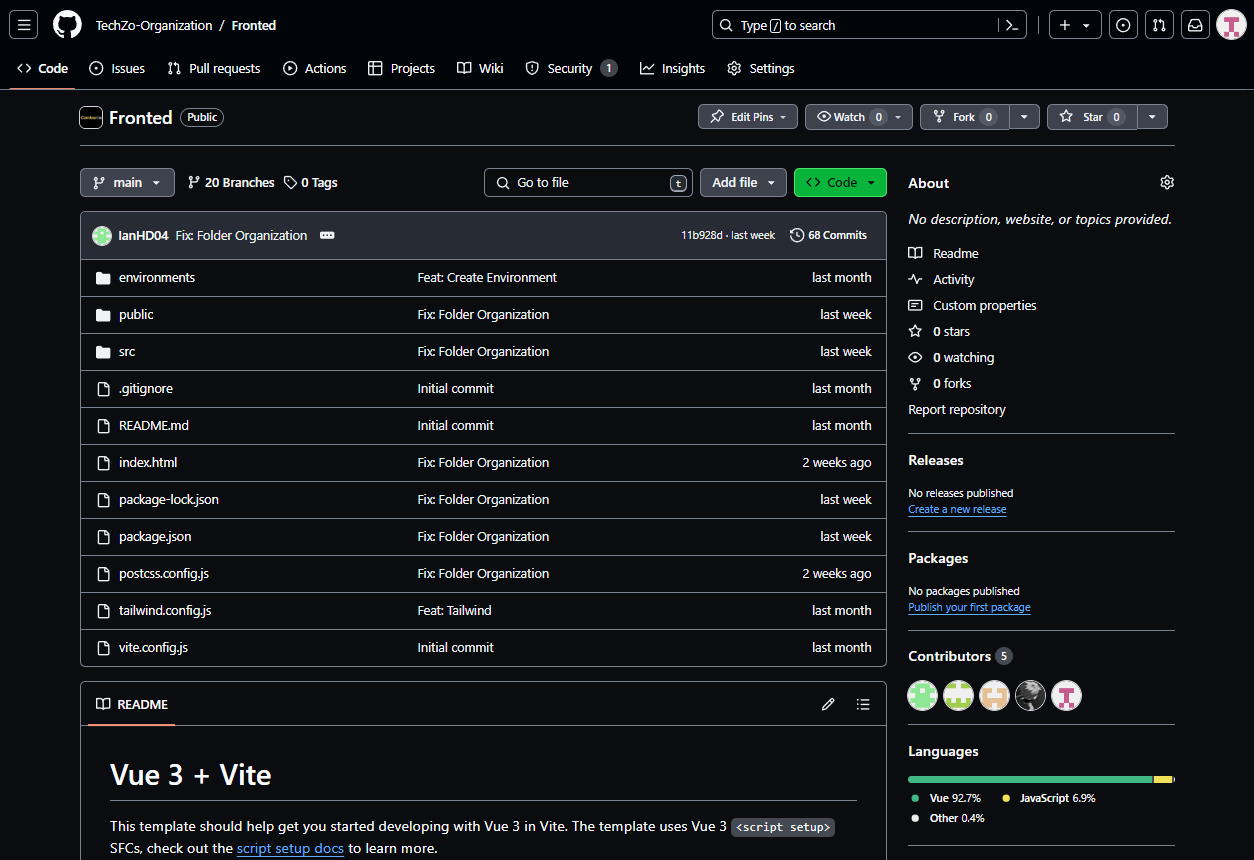 TechZo-Organization / Fronted
Type / to search
Code Issues Pull requests Actions Projects Wiki Security 1 Insights Settings
Fronted Public
Edit Pins Watch 0 Fork 0 Star 0
main 20 Branches 0 Tags Go to file t Add file Code
IanHD04 Fix: Folder Organization 11b928d · last week 68 Commits
environments Feat: Create Environment last month
public Fix: Folder Organization last week
src Fix: Folder Organization last week
.gitignore Initial commit last month
README.md Initial commit last month
index.html Fix: Folder Organization 2 weeks ago
package-lock.json Fix: Folder Organization last week
package.json Fix: Folder Organization last week
postcss.config.js Fix: Folder Organization 2 weeks ago
tailwind.config.js Feat: Tailwind last month
vite.config.js Initial commit last month
README
Vue 3 + Vite
This template should help get you started developing with Vue 3 in Vite. The template uses Vue 3 <script setup>
SFCs, check out the script setup docs to learn more.
About
No description, website, or topics provided.
Readme
Activity
Custom properties
0 stars
0 watching
0 forks
Report repository
Releases
No releases published
Create a new release
Packages
No packages published
Publish your first package
Contributors 5
Languages
Vue 92.7% JavaScript 6.9%
Other 0.4%